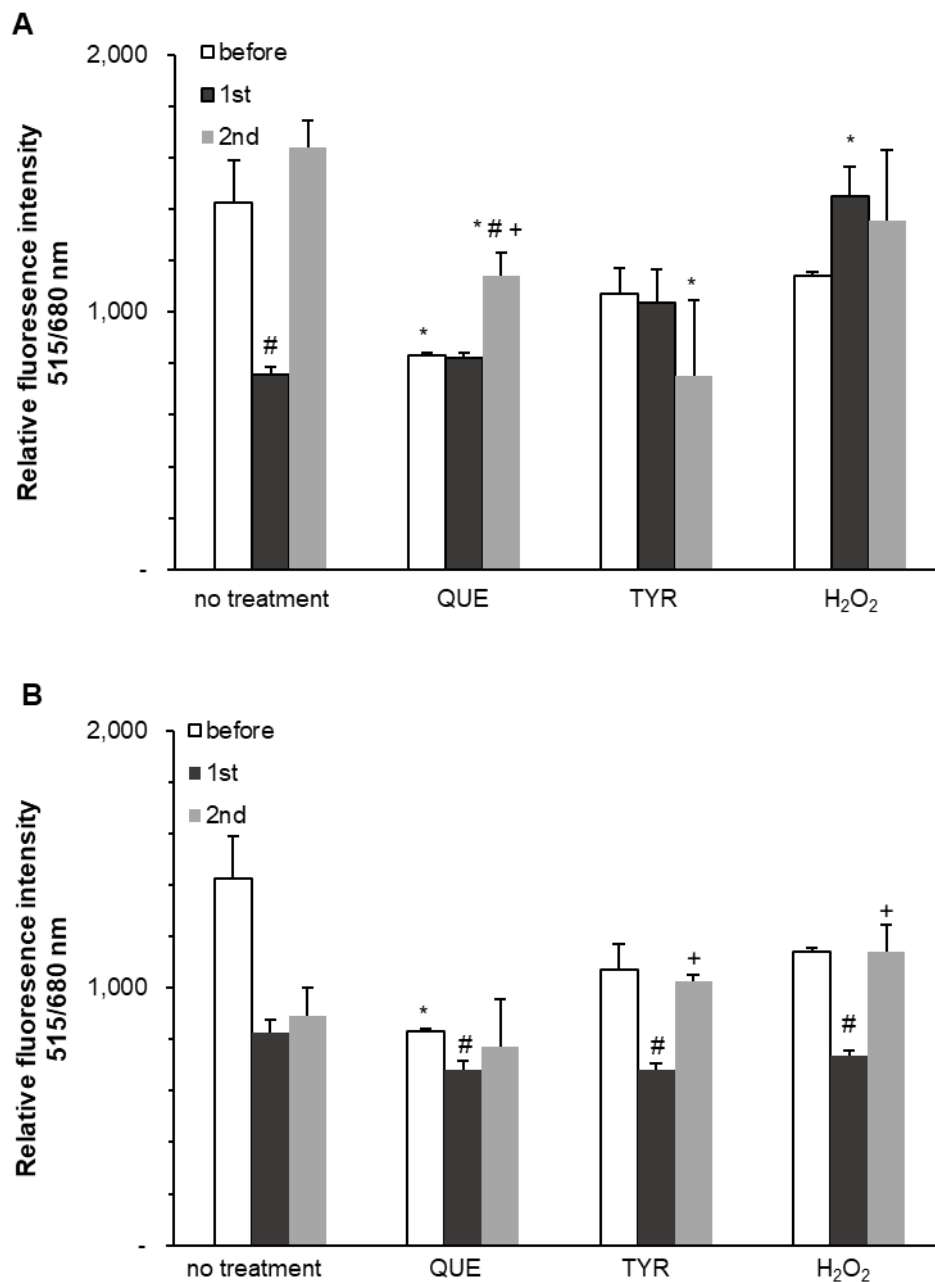 A
2,000
before
1st
2nd
*
* # +
*
1,000
*
#
-
no treatment
QUE
TYR
H₂O₂
Relative fluoresence intensity
515/680 nm
B
2,000
before
1st
2nd
+
+
1,000
*
#
#
#
-
no treatment
QUE
TYR
H₂O₂
Relative fluoresence intensity
515/680 nm